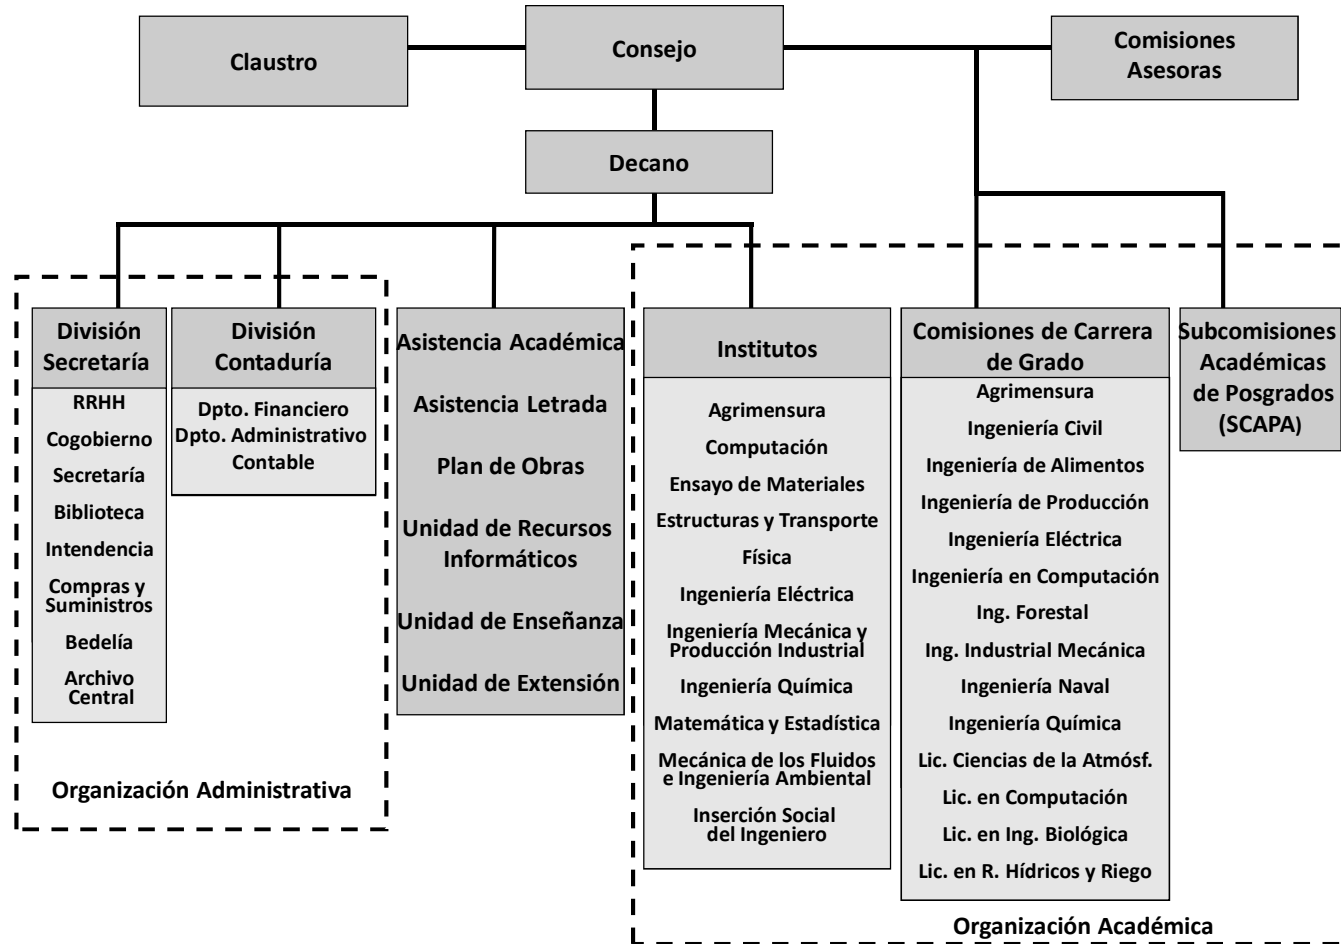 Claustro
Consejo
Comisiones
Asesoras
Decano
División
Secretaría
RRHH
Cogobierno
Secretaría
Biblioteca
Intendencia
Compras y
Suministros
Bedelía
Archivo
Central
División
Contaduría
Dpto. Financiero
Dpto. Administrativo
Contable
Organización Administrativa
Asistencia Académica
Asistencia Letrada
Plan de Obras
Unidad de Recursos
Informáticos
Unidad de Enseñanza
Unidad de Extensión
Institutos
Agrimensura
Computación
Ensayo de Materiales
Estructuras y Transporte
Física
Ingeniería Eléctrica
Ingeniería Mecánica y
Producción Industrial
Ingeniería Química
Matemática y Estadística
Mecánica de los Fluidos
e Ingeniería Ambiental
Inserción Social
del Ingeniero
Comisiones de Carrera
de Grado
Agrimensura
Ingeniería Civil
Ingeniería de Alimentos
Ingeniería de Producción
Ingeniería Eléctrica
Ingeniería en Computación
Ing. Forestal
Ing. Industrial Mecánica
Ingeniería Naval
Ingeniería Química
Lic. Ciencias de la Atmósf.
Lic. en Computación
Lic. en Ing. Biológica
Lic. en R. Hídricos y Riego
Subcomisiones
Académicas
de Posgrados
(SCAPA)
Organización Académica